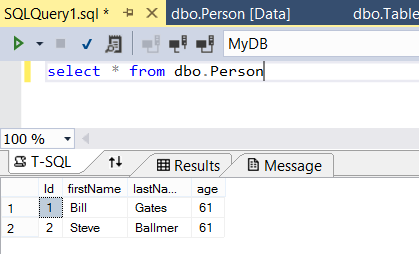 SQLQuery1.sql *
dbo.Person [Data]
dbo.Table
MyDB
select * from dbo.Person
100 %
T-SQL
Results
Message
Id firstName lastNa... age
1 1 Bill Gates 61
2 2 Steve Ballmer 61